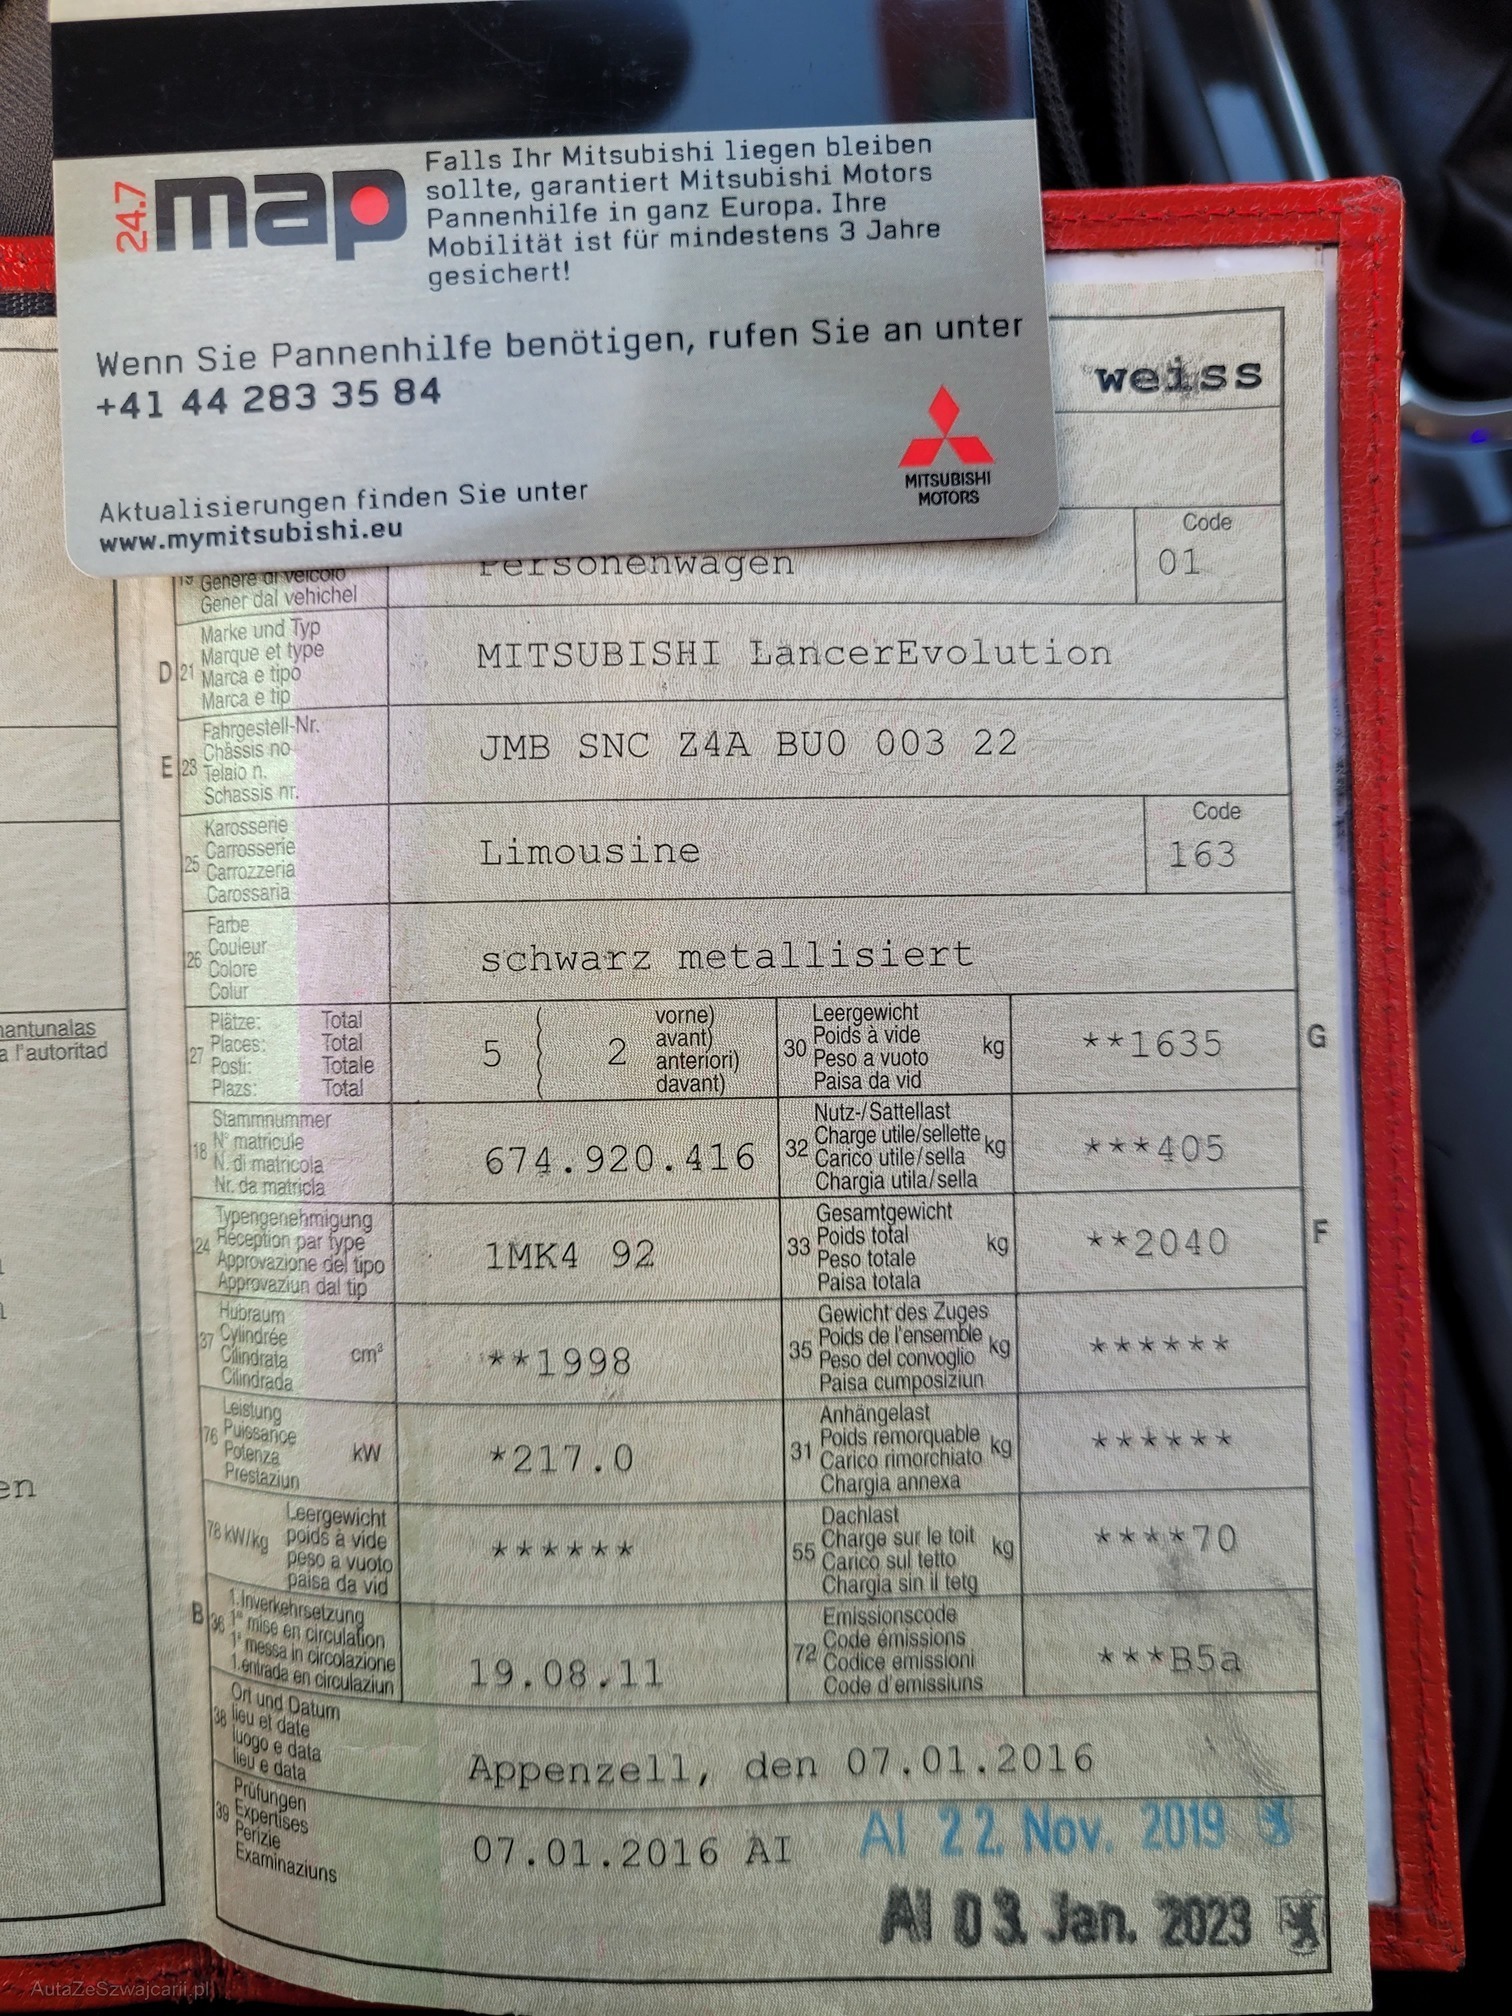 24.7 map
Falls Ihr Mitsubishi liegen bleiben
sollte, garantiert Mitsubishi Motors
Pannenhilfe in ganz Europa. Ihre
Mobilität ist für mindestens 3 Jahre
gesichert!
Wenn Sie Pannenhilfe benötigen, rufen Sie an unter
+41 44 283 35 84
MITSUBISHI
MOTORS
Aktualisierungen finden Sie unter
www.mymitsubishi.eu
weiss
Code
01
19 Genere di veicolo
Gener dal vehichel
Personenwagen
D 21
Marke und Typ
Marque et type
Marca e tipo
Marca e tip
MITSUBISHI LancerEvolution
E 23
Fahrgestell-Nr.
Châssis no
Telaio n.
Schassis nr.
JMB SNC Z4A BU0 003 22
25
Karosserie
Carrosserie
Carrozzeria
Carossaria
Limousine
Code
163
26
Farbe
Couleur
Colore
Colur
schwarz metallisiert
27
Plätze: Total
Places: Total
Posti: Totale
Plazs: Total
5 { 2
vorne)
avant)
anteriori)
davant)
30
Leergewicht
Poids à vide
Peso a vuoto
Paisa da vid
kg
**1635
G
18
Stammnummer
N° matricule
N. di matricola
Nr. da matricla
674.920.416
32
Nutz-/Sattellast
Charge utile/sellette
Carico utile/sella
Chargia utila/sella
kg
***405
24
Typengenehmigung
Réception par type
Approvazione del tipo
Approvaziun dal tip
1MK4 92
33
Gesamtgewicht
Poids total
Peso totale
Paisa totala
kg
**2040
F
37
Hubraum
Cylindrée
Cilindrata
Cilindrada
cm³
**1998
35
Gewicht des Zuges
Poids de l'ensemble
Peso del convoglio
Paisa cumposiziun
kg
******
76
Leistung
Puissance
Potenza
Prestaziun
kW
*217.0
31
Anhängelast
Poids remorquable
Carico rimorchiato
Chargia annexa
kg
******
78 kW/kg
Leergewicht
poids à vide
peso a vuoto
paisa da vid
******
55
Dachlast
Charge sur le toit
Carico sul tetto
Chargia sin il tetg
kg
****70
B 36
1.Inverkehrsetzung
1re mise en circulation
1a messa in circolazione
1.entrada en circulaziun
19.08.11
72
Emissionscode
Code émissions
Codice emissioni
Code d'emissiuns
***B5a
38
Ort und Datum
lieu et date
luogo e data
lieu e data
Appenzell, den 07.01.2016
39
Prüfungen
Expertises
Perizie
Examinaziuns
07.01.2016 AI
AI 22. Nov. 2019
AI 03. Jan. 2023
a l'autoritad
en
AutaZeSzwajcarii.pl